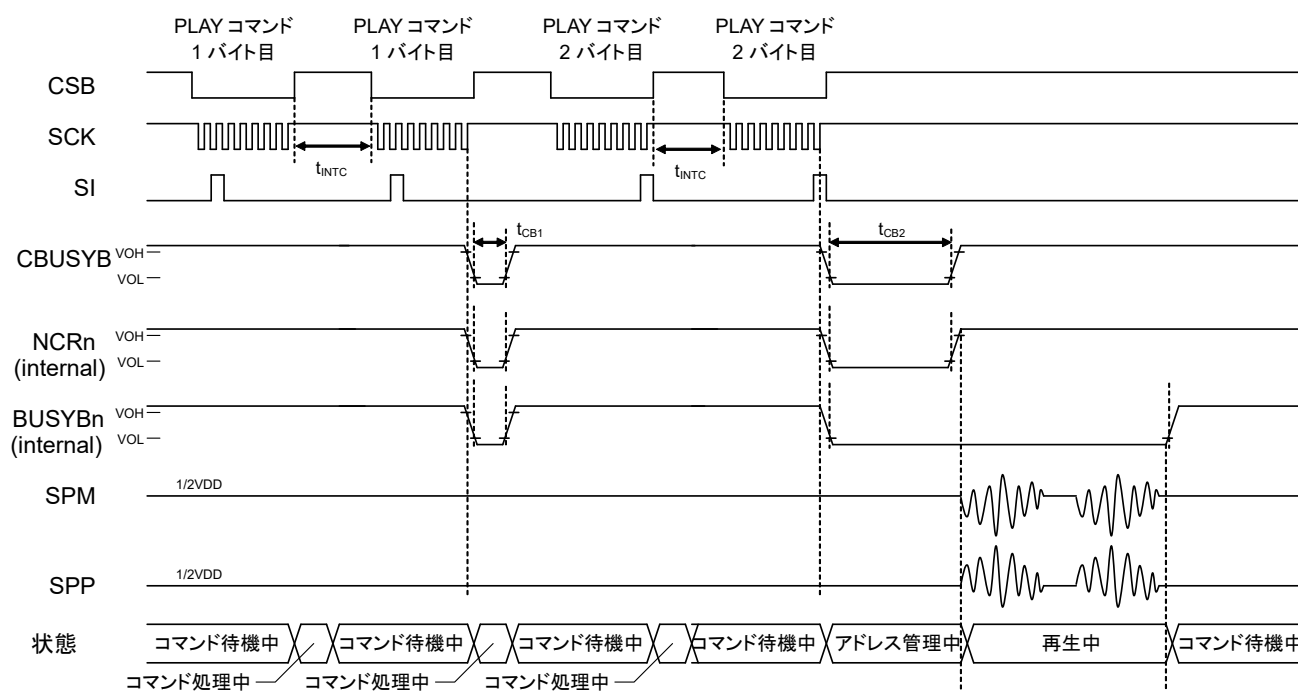 PLAY コマンド
1 バイト目
PLAY コマンド
1 バイト目
PLAY コマンド
2 バイト目
PLAY コマンド
2 バイト目
CSB
SCK
tINTC
tINTC
SI
tCB1
tCB2
CBUSYB
VOH
VOL
NCRn
(internal)
VOH
VOL
BUSYBn
(internal)
VOH
VOL
SPM
1/2VDD
SPP
1/2VDD
状態
コマンド待機中
コマンド待機中
コマンド待機中
コマンド待機中
アドレス管理中
再生中
コマンド待機中
コマンド処理中
コマンド処理中
コマンド処理中